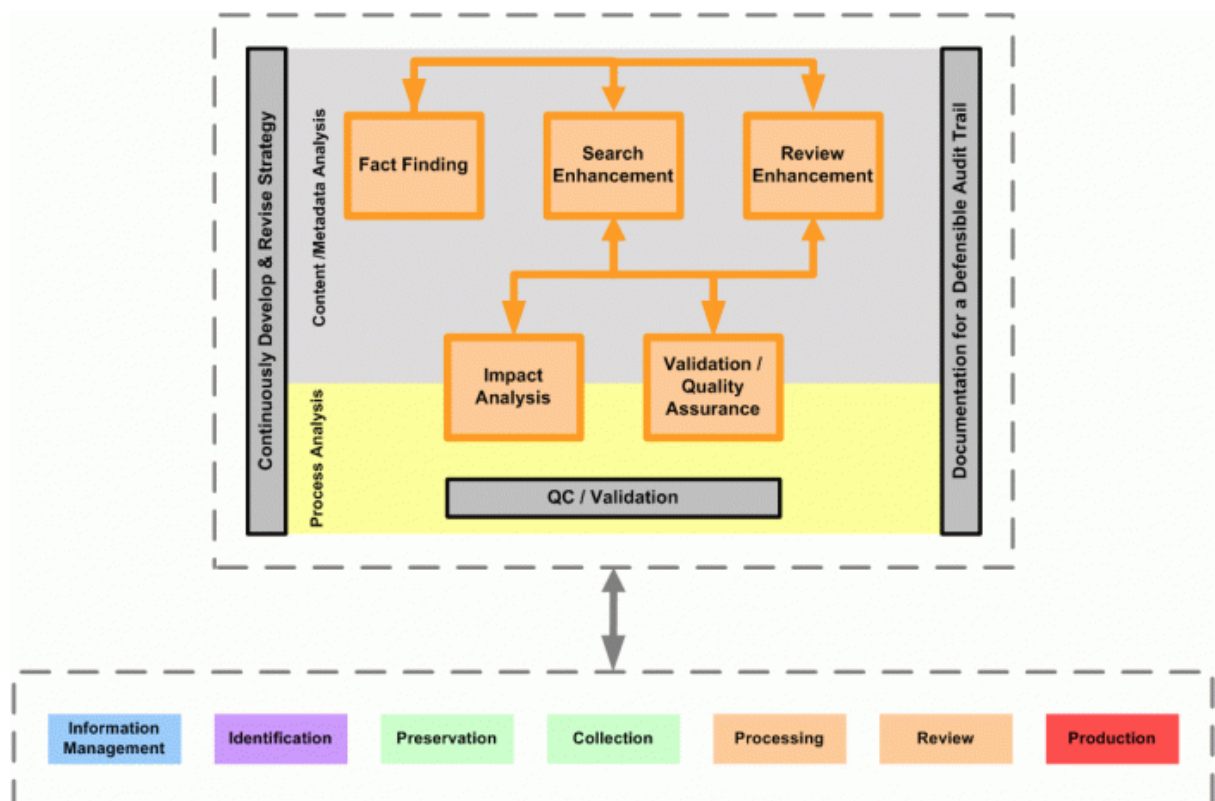 Continuously Develop & Revise Strategy
Content /Metadata Analysis
Fact Finding
Search
Enhancement
Review
Enhancement
Documentation for a Defensible Audit Trail
Impact
Analysis
Validation /
Quality
Assurance
Process Analysis
QC / Validation
Information
Management
Identification
Preservation
Collection
Processing
Review
Production